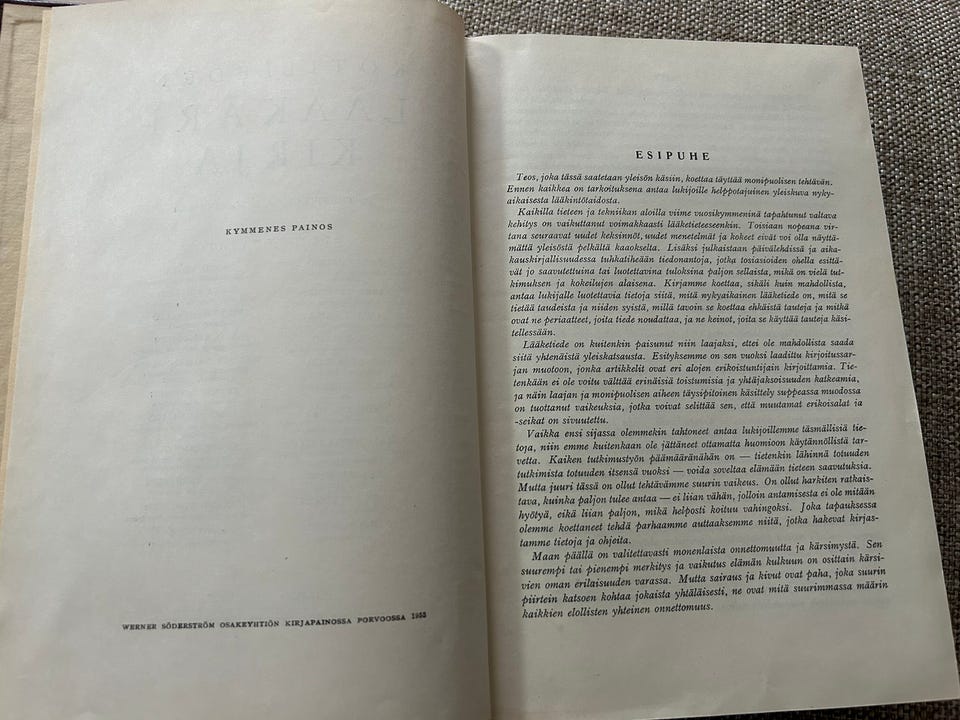 KOTILIEDEN
LÄÄKÄRI
KIRJA
KYMMENES PAINOS
WERNER SÖDERSTRÖM OSAKEYHTIÖN KIRJAPAINOSSA PORVOOSSA 1953
ESIPUHE
Teos, joka tässä saatetaan yleisön käsiin, koettaa täyttää monipuolisen tehtävän.
Ennen kaikkea on tarkoituksena antaa lukijoille helppotajuinen yleiskuva nyky-
aikaisesta lääkintötaidosta.
Kaikilla tieteen ja tekniikan aloilla viime vuosikymmeninä tapahtunut valtava
kehitys on vaikuttanut voimakkaasti lääketieteeseenkin. Toisiaan nopeana vir-
tana seuraavat uudet keksinnöt, uudet menetelmät ja kokeet eivät voi olla näyttä-
mättä yleisöstä pelkältä kaaokselta. Lisäksi julkaistaan päivälehdissä ja aika-
kauskirjallisuudessa tuhkatiheään tiedonantoja, jotka tosiasioiden ohella esittä-
vät jo saavutettuina tai luotettavina tuloksina paljon sellaista, mikä on vielä tut-
kimuksen ja kokeilujen alaisena. Kirjamme koettaa, sikäli kuin mahdollista,
antaa lukijalle luotettavia tietoja siitä, mitä nykyaikainen lääketiede on, mitä se
tietää taudeista ja niiden syistä, millä tavoin se koettaa ehkäistä tauteja ja mitkä
ovat ne periaatteet, joita tiede noudattaa, ja ne keinot, joita se käyttää tauteja käsi-
tellessään.
Lääketiede on kuitenkin paisunut niin laajaksi, ettei ole mahdollista saada
siitä yhtenäistä yleiskatsausta. Esityksemme on sen vuoksi laadittu kirjoitussar-
jan muotoon, jonka artikkelit ovat eri alojen erikoistuntijain kirjoittamia. Tie-
tenkään ei ole voitu välttää erinäisiä toistumisia ja yhtäjaksoisuuden katkeamia,
ja näin laajan ja monipuolisen aiheen täysipitoinen käsittely suppeassa muodossa
on tuottanut vaikeuksia, jotka voivat selittää sen, että muutamat erikoisalat ja
-seikat on sivuutettu.
Vaikka ensi sijassa olemmekin tahtoneet antaa lukijoillemme täsmällisiä tie-
toja, niin emme kuitenkaan ole jättäneet ottamatta huomioon käytännöllistä tar-
vetta. Kaiken tutkimustyön päämääränähän on — tietenkin lähinnä totuuden
tutkimista totuuden itsensä vuoksi — voida soveltaa elämään tieteen saavutuksia.
Mutta juuri tässä on ollut tehtävämme suurin vaikeus. On ollut harkiten ratkais-
tava, kuinka paljon tulee antaa — ei liian vähän, jolloin antamisesta ei ole mitään
hyötyä, eikä liian paljon, mikä helposti koituu vahingoksi. Joka tapauksessa
olemme koettaneet tehdä parhaamme auttaaksemme niitä, jotka hakevat kirjas-
tamme tietoja ja ohjeita.
Maan päällä on valitettavasti monenlaista onnettomuutta ja kärsimystä. Sen
suurempi tai pienempi merkitys ja vaikutus elämän kulkuun on osittain kärsi-
vien oman erilaisuuden varassa. Mutta sairaus ja kivut ovat paha, joka suurin
piirtein katsoen kohtaa jokaista yhtäläisesti, ne ovat mitä suurimmassa määrin
kaikkien elollisten yhteinen onnettomuus.